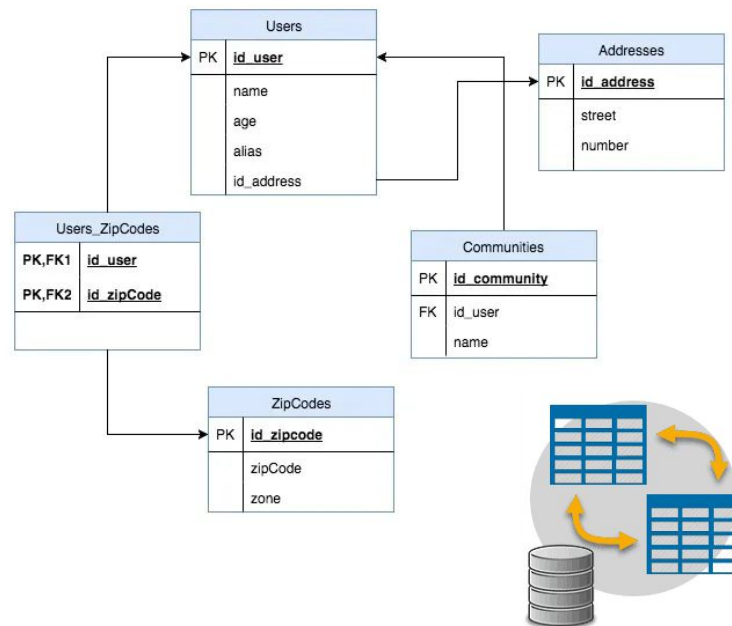 Users
PK id_user
name
age
alias
id_address
Addresses
PK id_address
street
number
Users_ZipCodes
PK,FK1 id_user
PK,FK2 id_zipCode
Communities
PK id_community
FK id_user
name
ZipCodes
PK id_zipcode
zipCode
zone